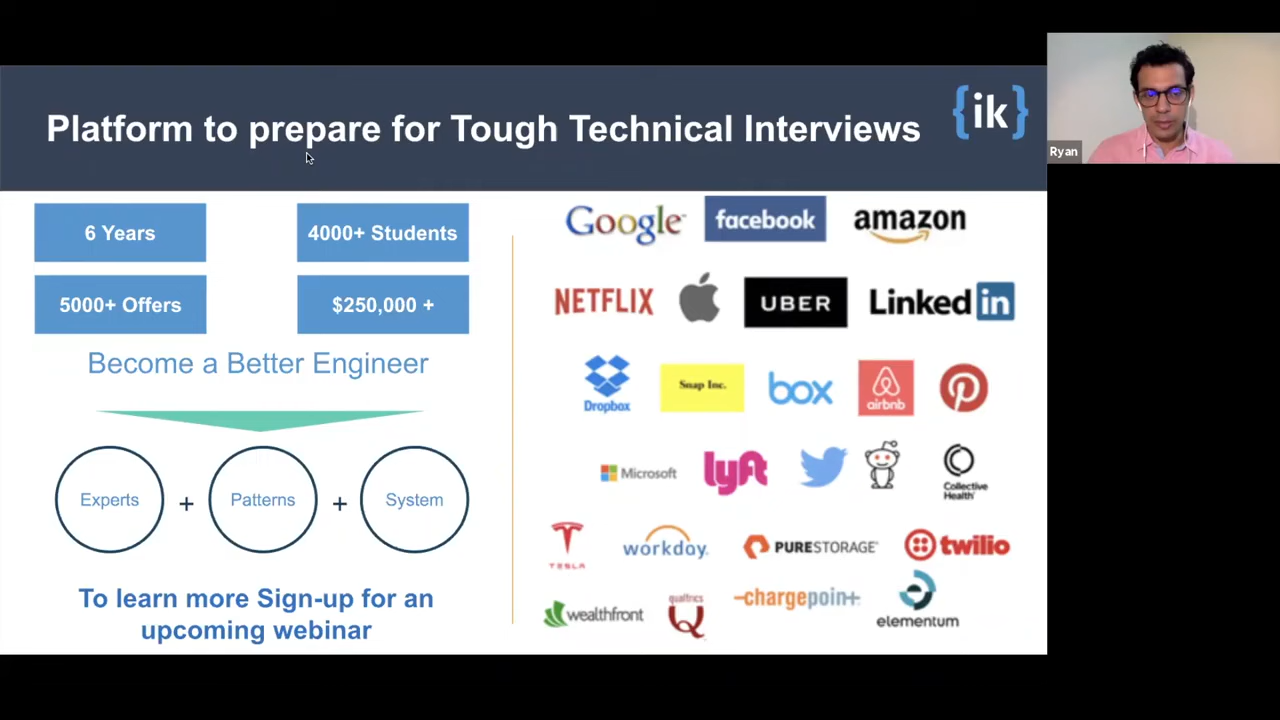 Platform to prepare for Tough Technical Interviews
{ik}
Ryan
6 Years
4000+ Students
5000+ Offers
$250,000 +
Become a Better Engineer
Experts + Patterns + System
To learn more Sign-up for an
upcoming webinar
Google
facebook
amazon
NETFLIX
UBER
Linked in
Dropbox
Snap Inc.
box
airbnb
Microsoft
lyft
Collective
Health
TESLA
workday
PURESTORAGE
twilio
wealthfront
qualtrics
Q
-chargepoin+-
elementum